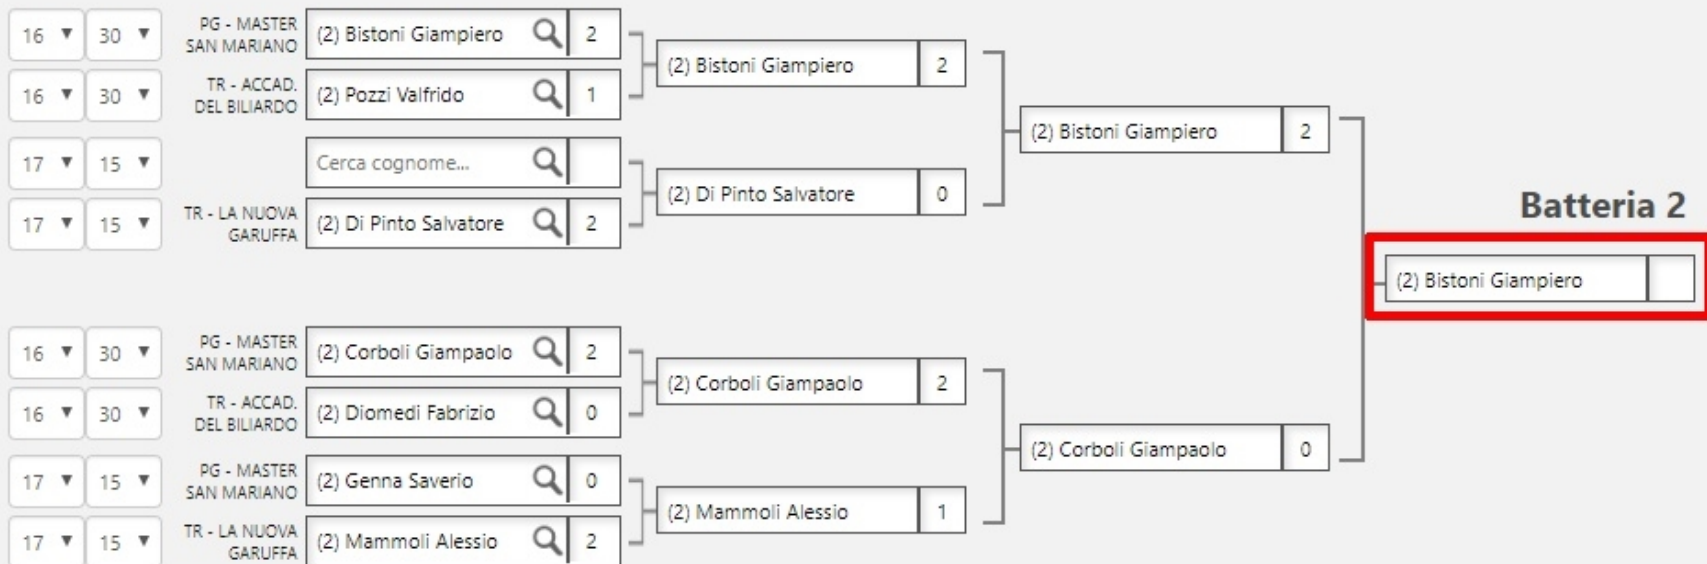 16 ▼ 30 ▼ PG - MASTER SAN MARIANO (2) Bistoni Giampiero 2
16 ▼ 30 ▼ TR - ACCAD. DEL BILIARDO (2) Pozzi Valfrido 1
(2) Bistoni Giampiero 2
17 ▼ 15 ▼ Cerca cognome...
17 ▼ 15 ▼ TR - LA NUOVA GARUFFA (2) Di Pinto Salvatore 2
(2) Di Pinto Salvatore 0
(2) Bistoni Giampiero 2
Batteria 2
(2) Bistoni Giampiero
16 ▼ 30 ▼ PG - MASTER SAN MARIANO (2) Corboli Giampaolo 2
16 ▼ 30 ▼ TR - ACCAD. DEL BILIARDO (2) Diomedi Fabrizio 0
(2) Corboli Giampaolo 2
17 ▼ 15 ▼ PG - MASTER SAN MARIANO (2) Genna Saverio 0
17 ▼ 15 ▼ TR - LA NUOVA GARUFFA (2) Mammoli Alessio 2
(2) Mammoli Alessio 1
(2) Corboli Giampaolo 0